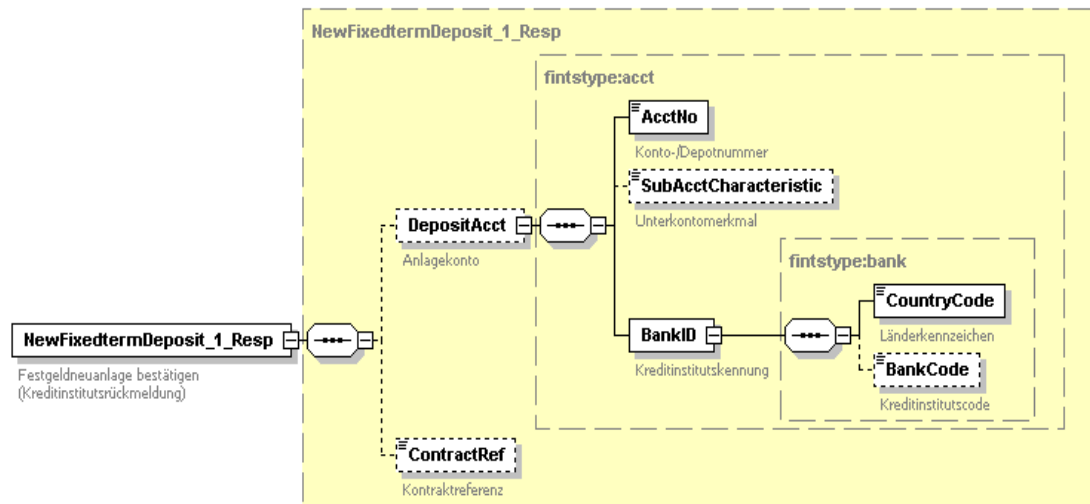 NewFixedtermDeposit_1_Resp
fintstype:acct
AcctNo
Konto-/Depotnummer
SubAcctCharacteristic
Unterkontomerkmal
DepositAcct
Anlagekonto
fintstype:bank
CountryCode
Länderkennzeichen
BankID
Kreditinstitutskennung
BankCode
Kreditinstitutscode
NewFixedtermDeposit_1_Resp
Festgeldneuanlage bestätigen
(Kreditinstitutsrückmeldung)
ContractRef
Kontraktreferenz